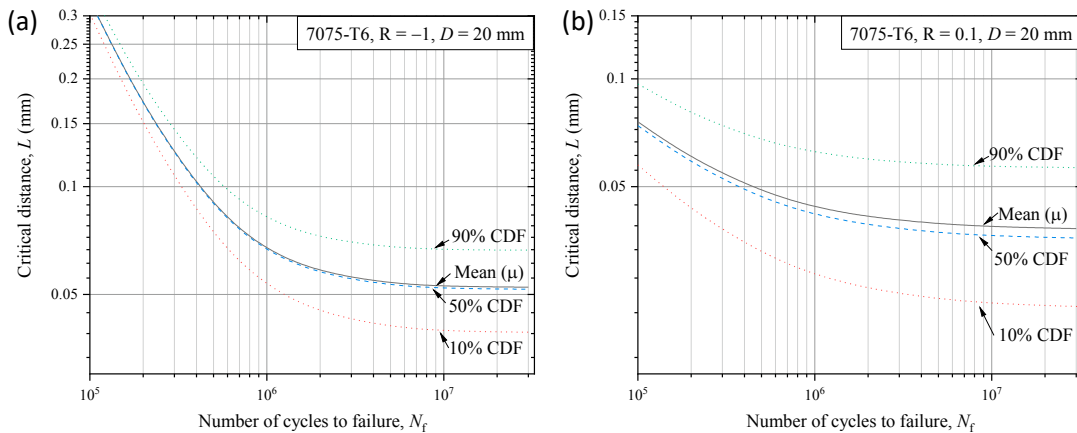 (a)
7075-T6, R = −1, D = 20 mm
0.3
0.25
0.2
0.15
0.1
0.05
Critical distance, L (mm)
90% CDF
Mean (μ)
50% CDF
10% CDF
10^5
10^6
10^7
Number of cycles to failure, N_f
(b)
7075-T6, R = 0.1, D = 20 mm
0.15
0.1
0.05
Critical distance, L (mm)
90% CDF
Mean (μ)
50% CDF
10% CDF
10^5
10^6
10^7
Number of cycles to failure, N_f